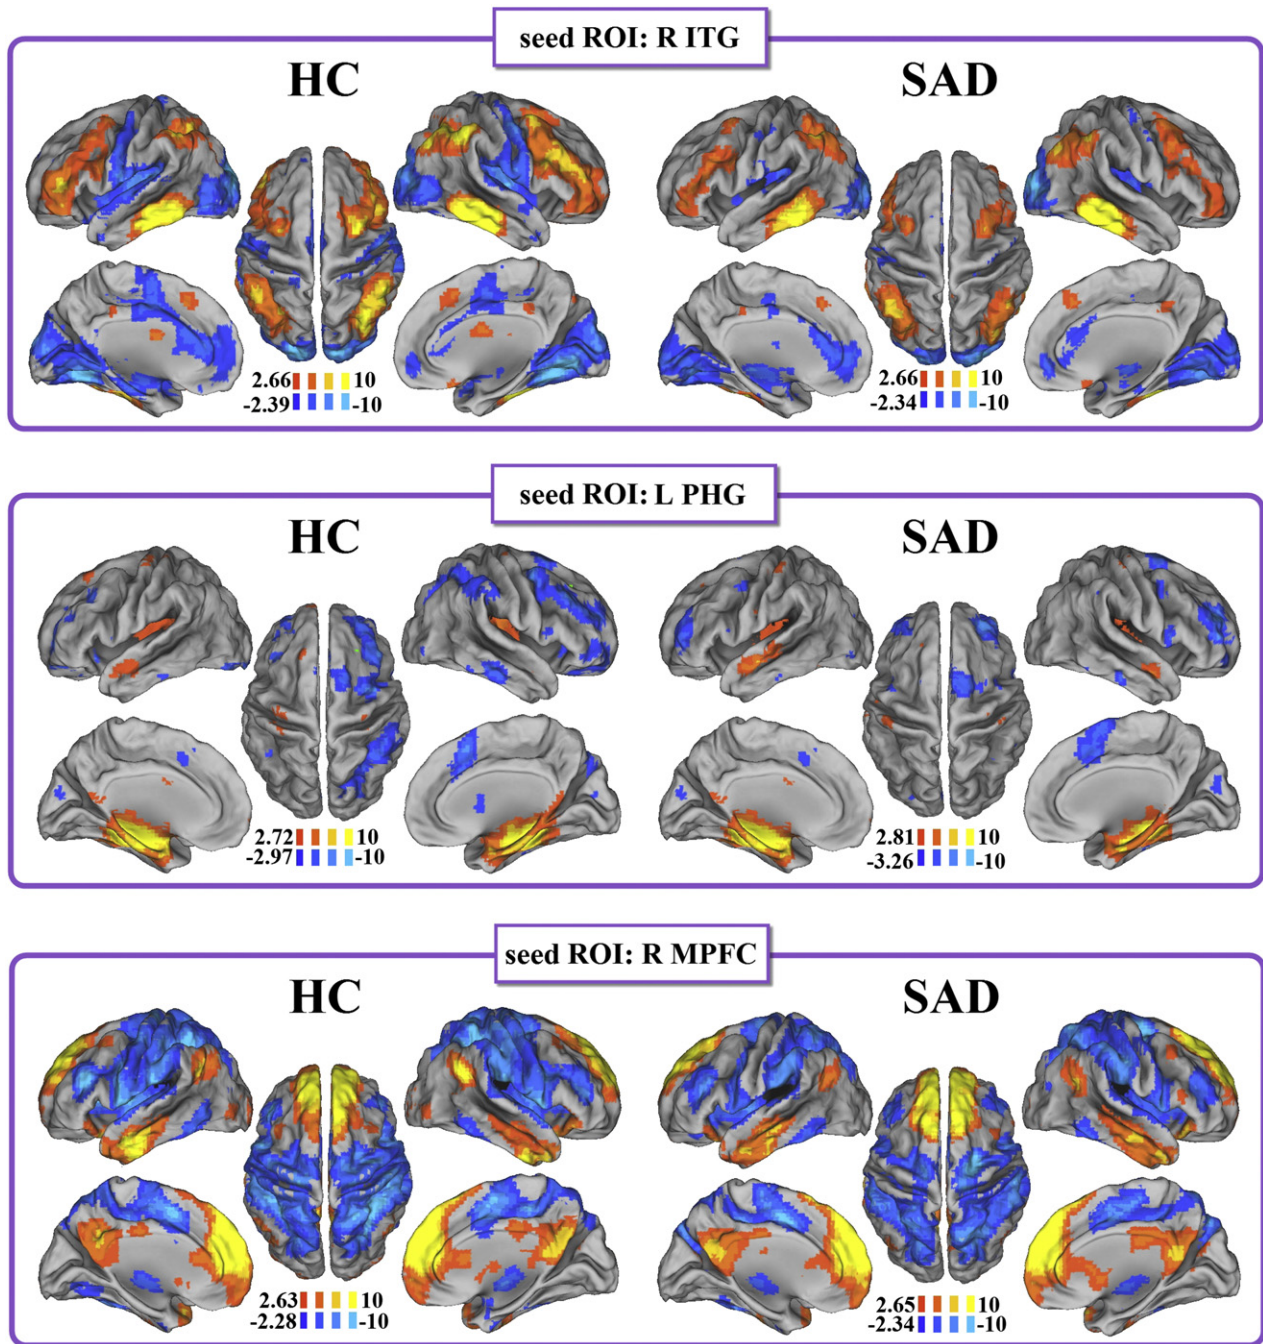 seed ROI: R ITG
HC
SAD
2.66 10
-2.39 -10
2.66 10
-2.34 -10
seed ROI: L PHG
HC
SAD
2.72 10
-2.97 -10
2.81 10
-3.26 -10
seed ROI: R MPFC
HC
SAD
2.63 10
-2.28 -10
2.65 10
-2.34 -10